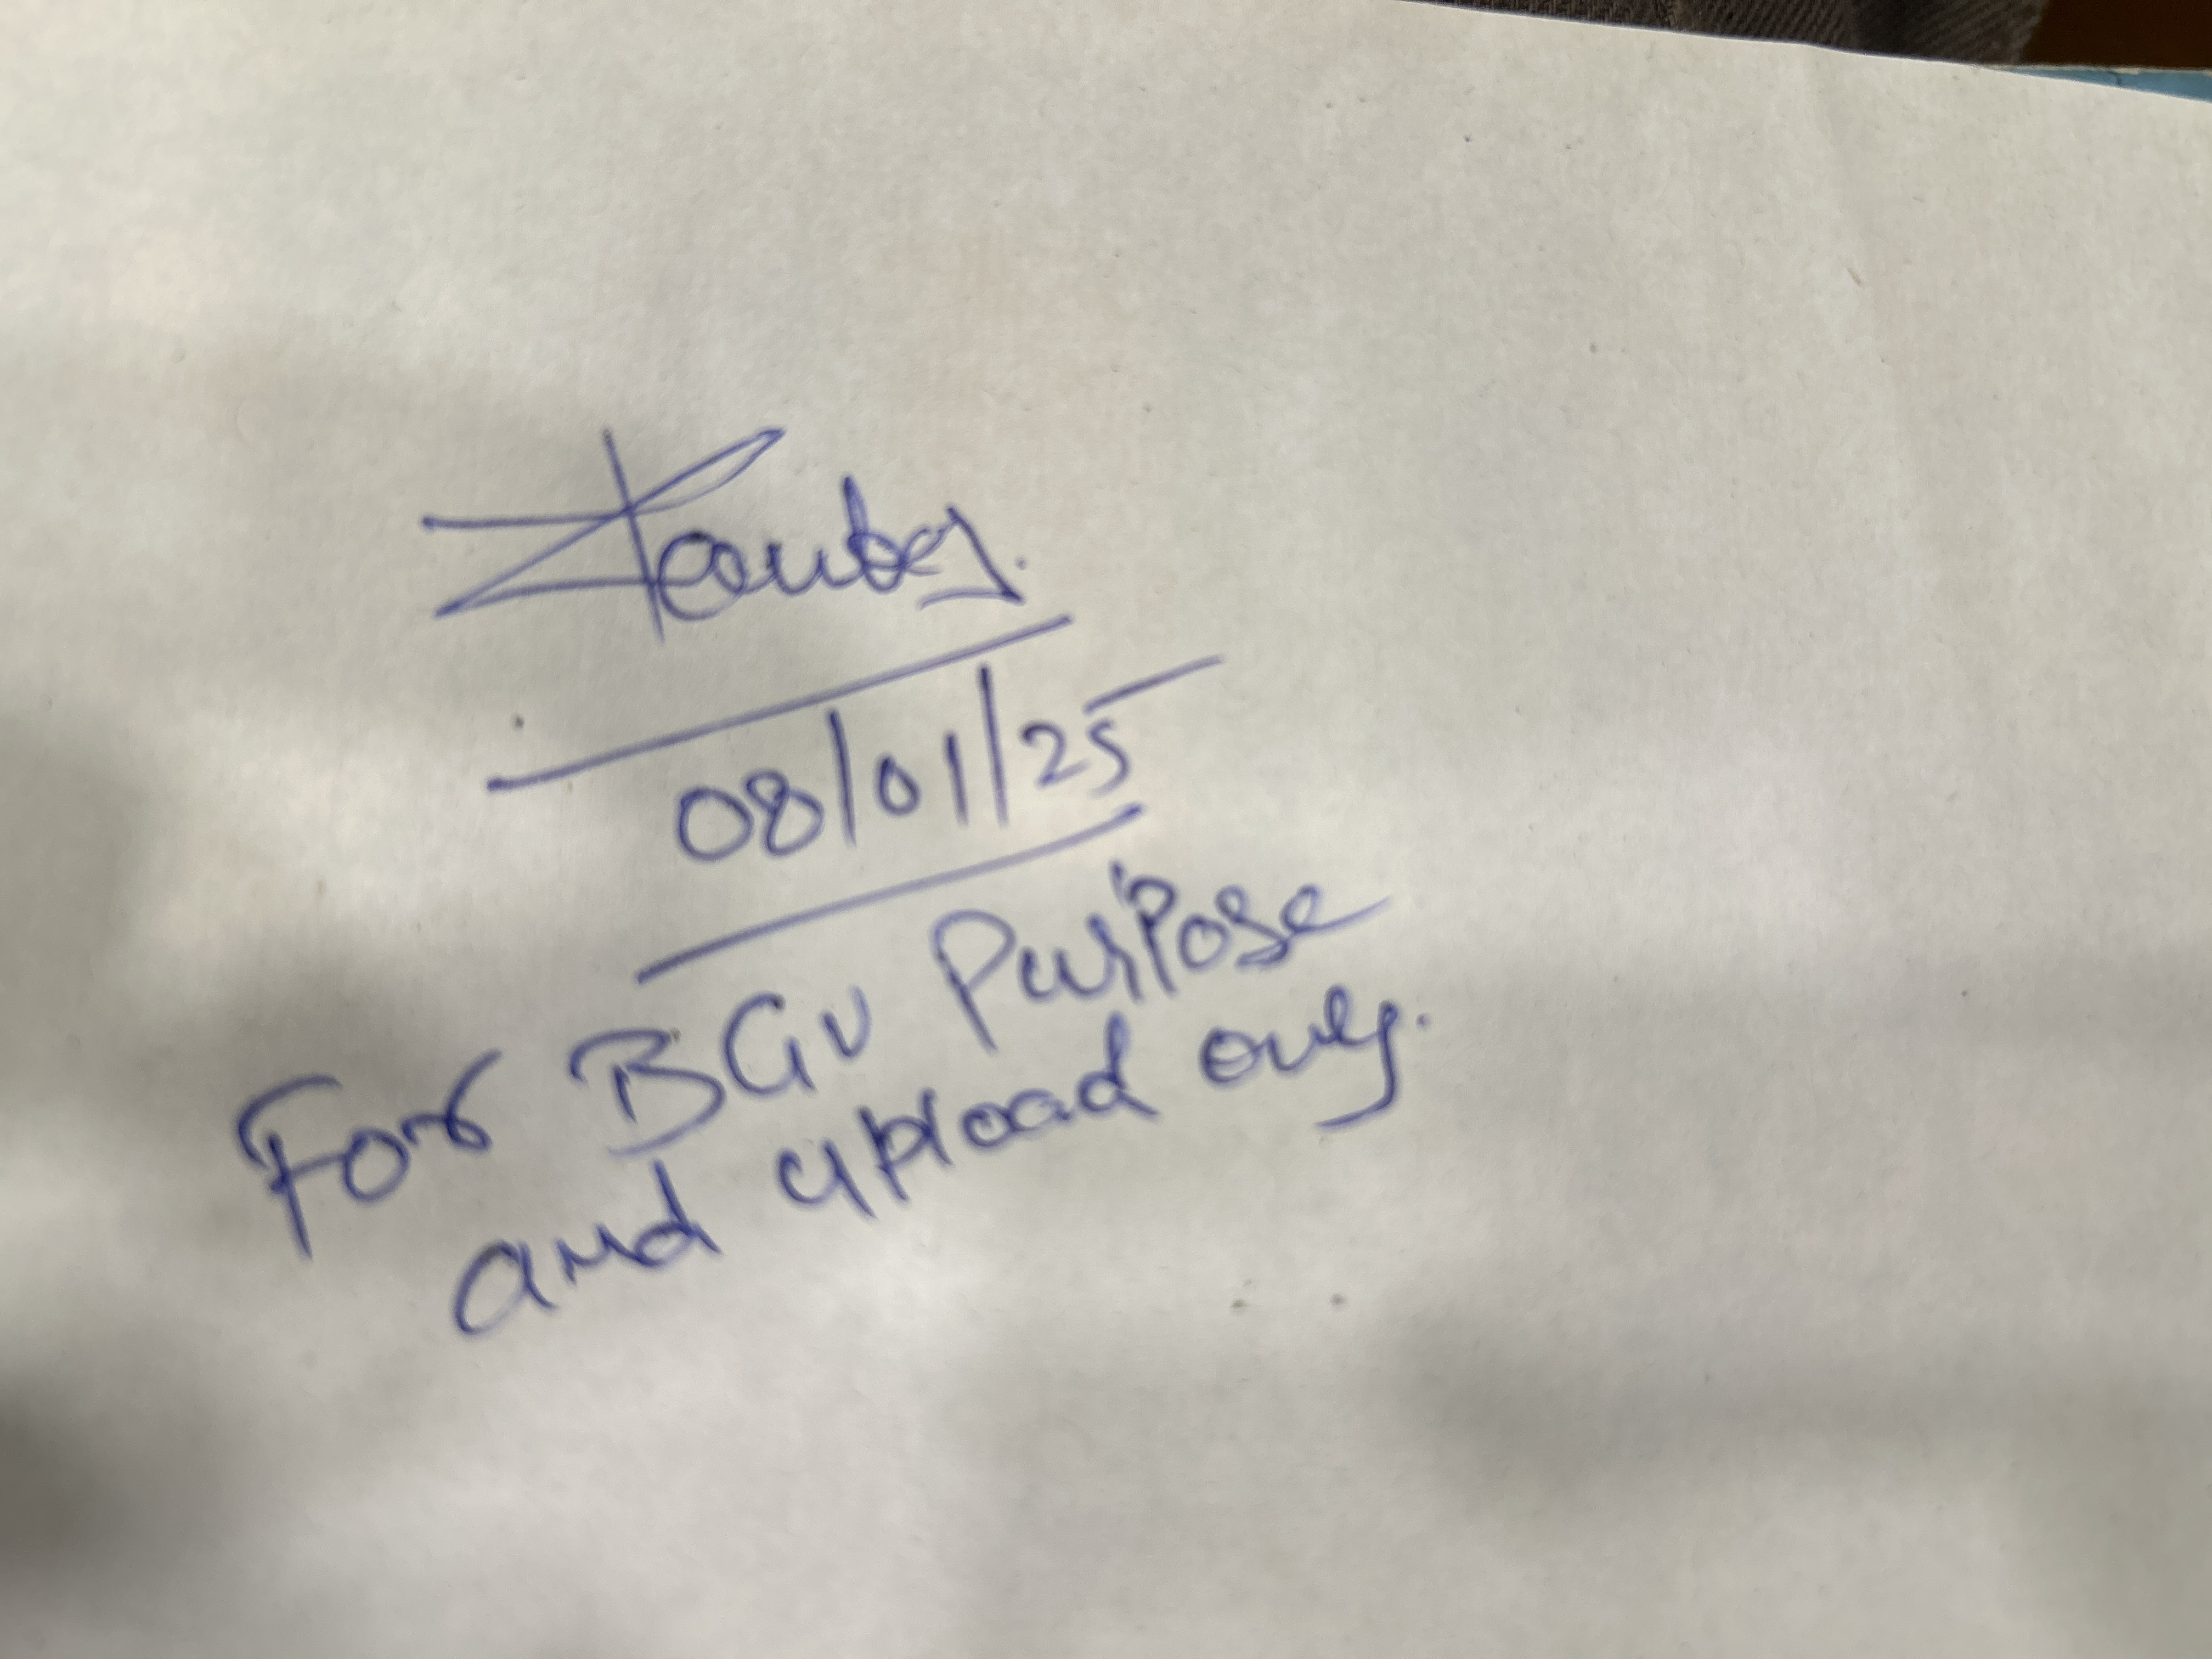 08/01/25
For BGV Purpose
and upload only.